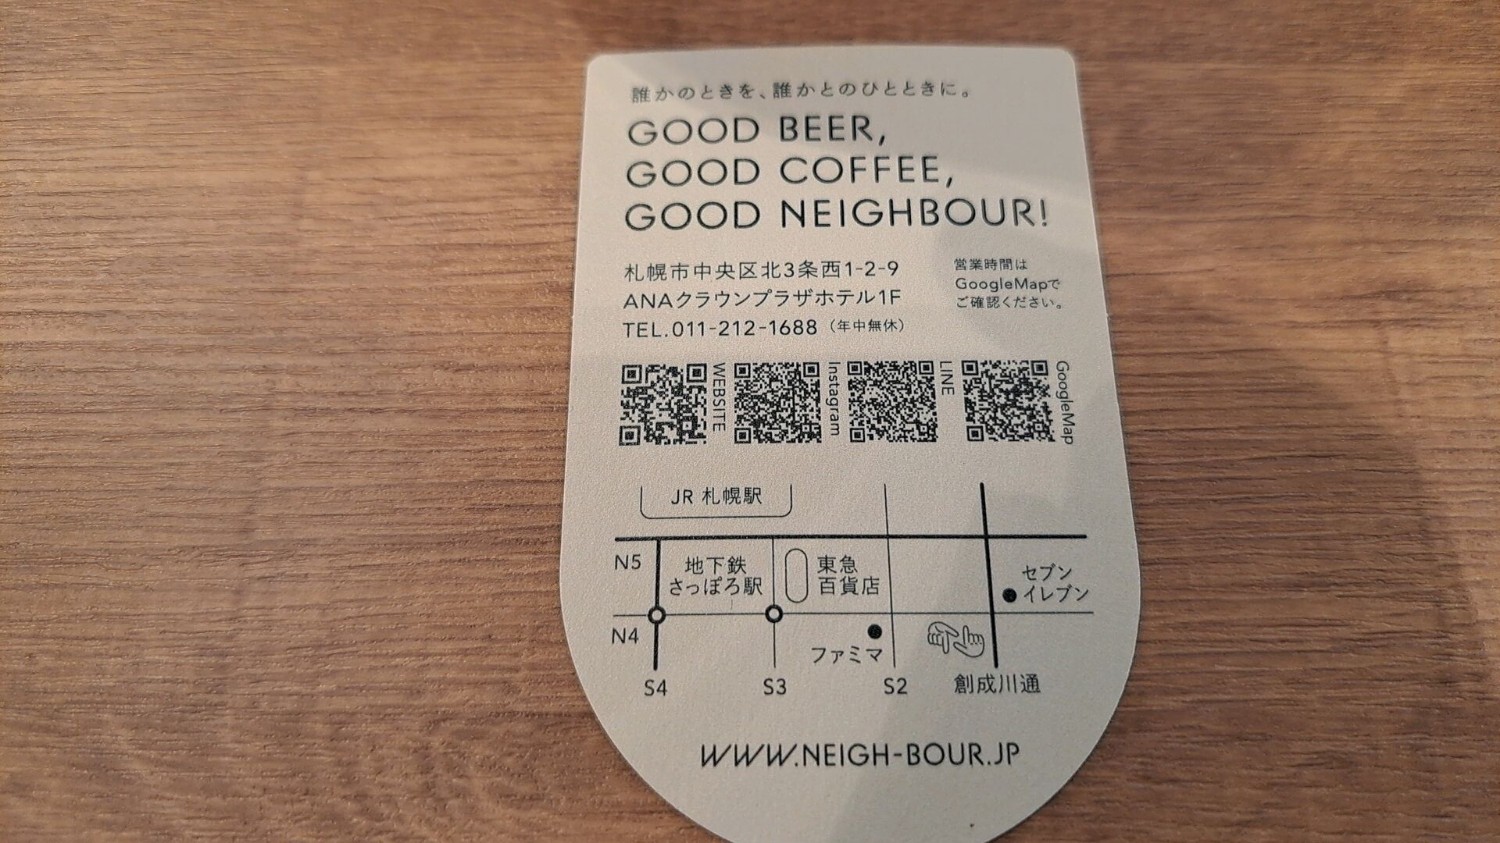 誰かのときを、誰かとのひとときに。
GOOD BEER,
GOOD COFFEE,
GOOD NEIGHBOUR!
札幌市中央区北3条西1-2-9
ANAクラウンプラザホテル1F
TEL.011-212-1688（年中無休）
営業時間は
GoogleMapで
ご確認ください。
WEBSITE
Instagram
LINE
GoogleMap
JR 札幌駅
N5
地下鉄
さっぽろ駅
東急
百貨店
セブン
イレブン
N4
ファミマ
S4
S3
S2
創成川通
WWW.NEIGH-BOUR.JP